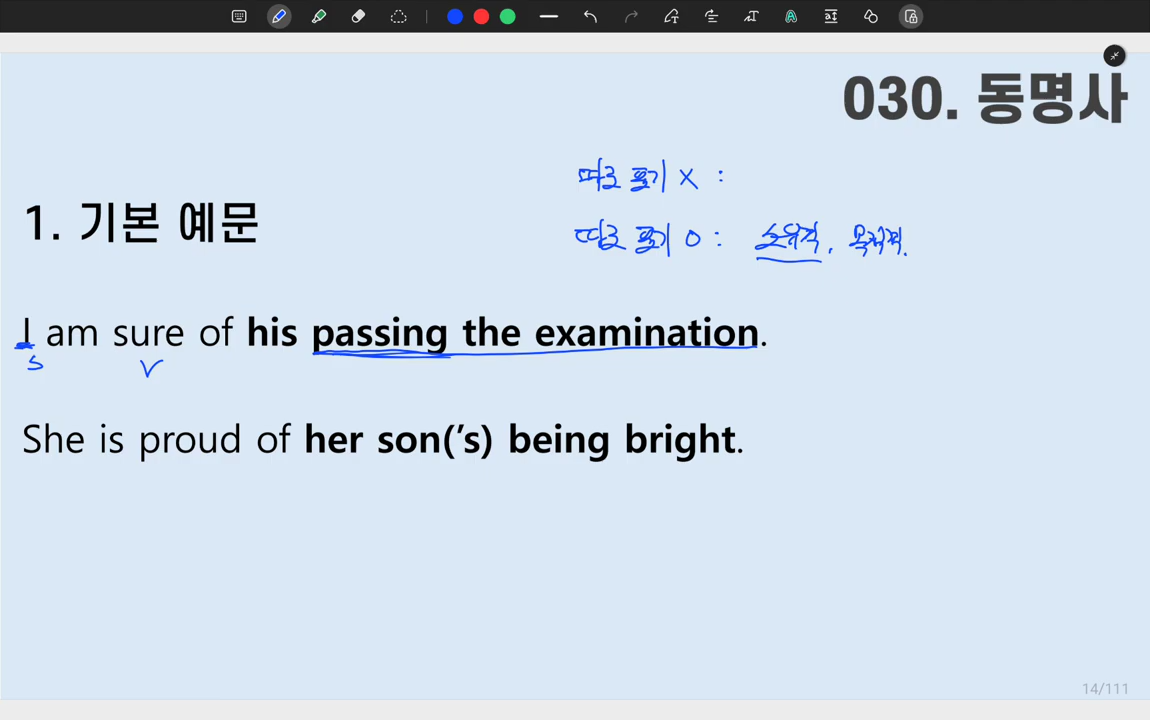 030. 동명사
따로 표기 X :
1. 기본 예문
따로 표기 O : 소유격, 목적격.
I am sure of his passing the examination.
S V
She is proud of her son('s) being bright.
14/111